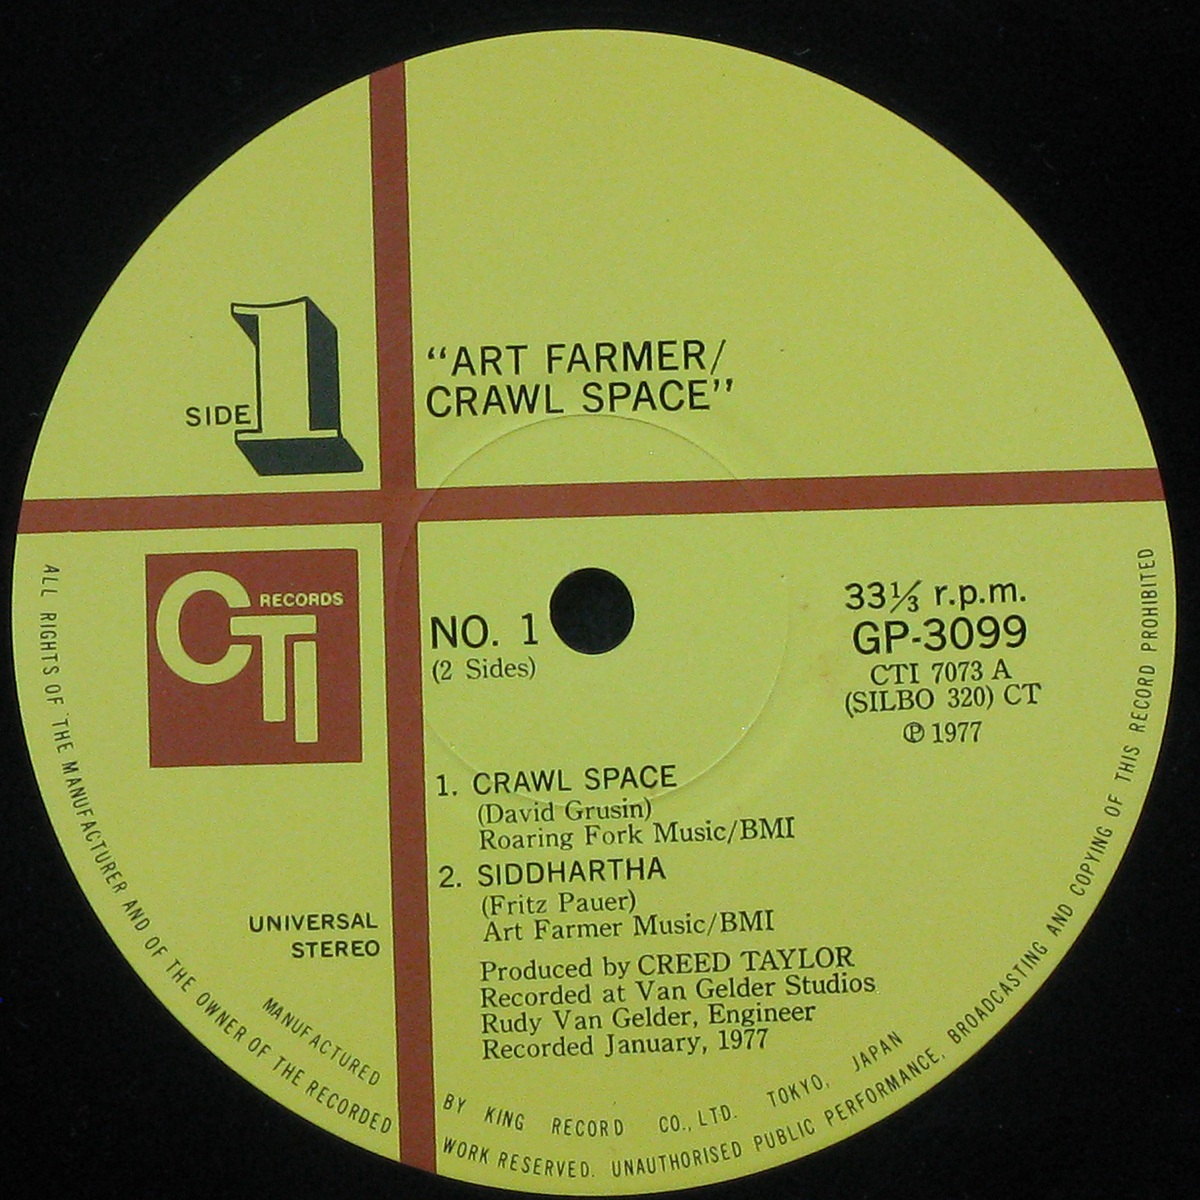 SIDE 1
“ART FARMER/
CRAWL SPACE”
CTI RECORDS
NO. 1
(2 Sides)
33⅓ r.p.m.
GP-3099
CTI 7073 A
(SILBO 320) CT
℗ 1977
1. CRAWL SPACE
(David Grusin)
Roaring Fork Music/BMI
2. SIDDHARTHA
(Fritz Pauer)
Art Farmer Music/BMI
UNIVERSAL
STEREO
Produced by CREED TAYLOR
Recorded at Van Gelder Studios
Rudy Van Gelder, Engineer
Recorded January, 1977
MANUFACTURED BY KING RECORD CO., LTD. TOKYO, JAPAN
ALL RIGHTS OF THE MANUFACTURER AND OF THE OWNER OF THE RECORDED WORK RESERVED. UNAUTHORISED PUBLIC PERFORMANCE, BROADCASTING AND COPYING OF THIS RECORD PROHIBITED